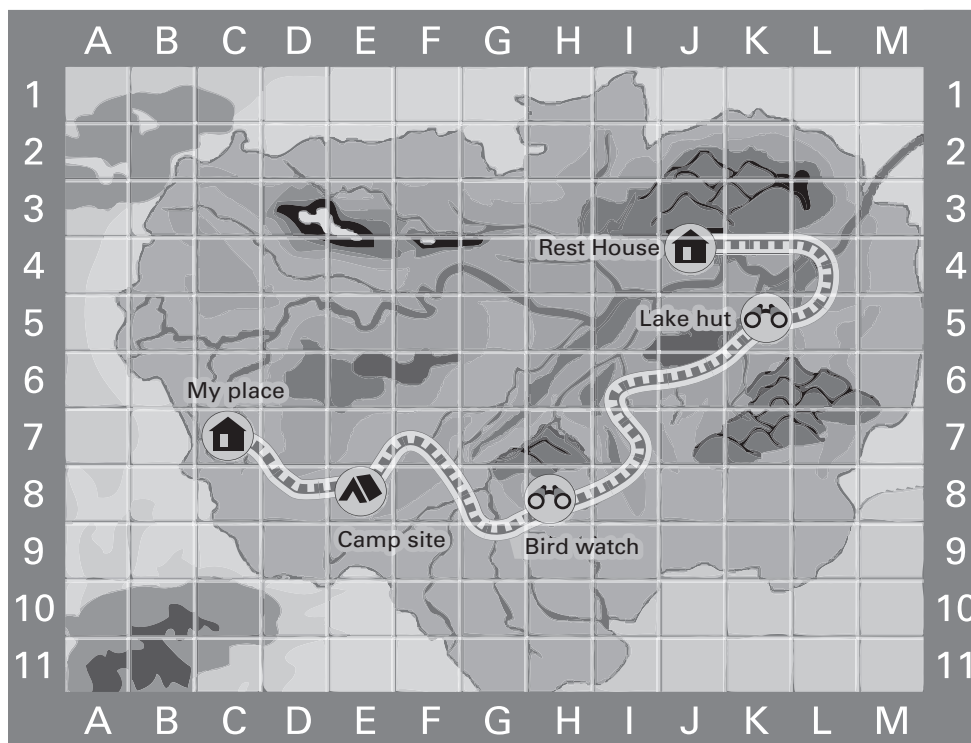 A B C D E F G H I J K L M
1 1
2 2
3 3
Rest House
4 4
Lake hut
5 5
6 6
My place
7 7
8 8
Camp site
Bird watch
9 9
10 10
11 11
A B C D E F G H I J K L M